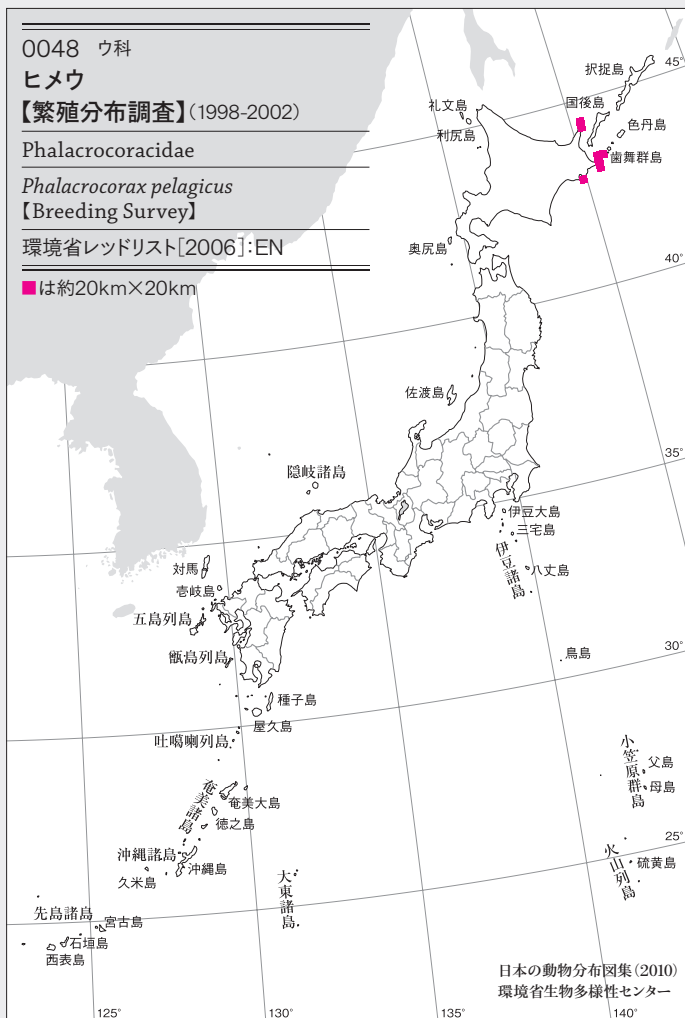 0048 ウ科
ヒメウ
【繁殖分布調査】(1998-2002)
Phalacrocoracidae
Phalacrocorax pelagicus
【Breeding Survey】
環境省レッドリスト[2006]:EN
■は約20km×20km
45°
択捉島
国後島
礼文島
色丹島
利尻島
歯舞群島
奥尻島
40°
佐渡島
35°
隠岐諸島
伊豆大島
三宅島
伊豆諸島
八丈島
対馬
壱岐島
五島列島
甑島列島
鳥島
30°
種子島
屋久島
吐噶喇列島
小笠原群島
父島
母島
奄美諸島
奄美大島
徳之島
25°
沖縄諸島
沖縄島
久米島
大東諸島
火山列島
硫黄島
先島諸島
宮古島
石垣島
西表島
日本の動物分布図集(2010)
環境省生物多様性センター
125°
130°
135°
140°